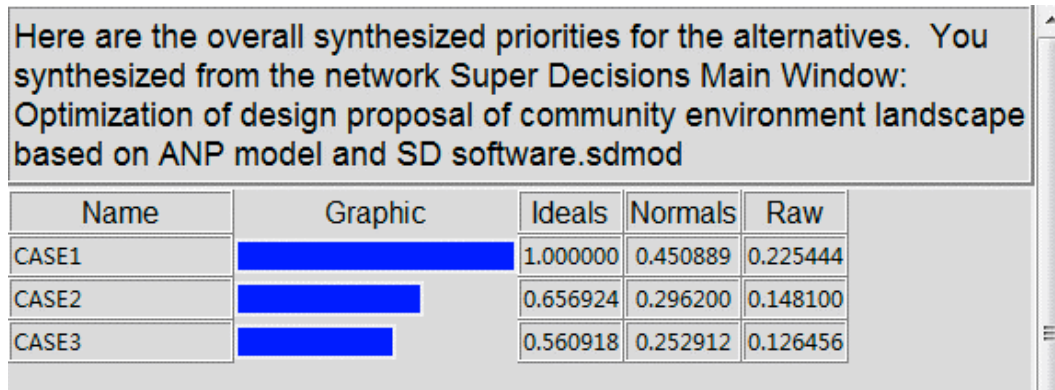 Here are the overall synthesized priorities for the alternatives. You
synthesized from the network Super Decisions Main Window:
Optimization of design proposal of community environment landscape
based on ANP model and SD software.sdmod
Name Graphic Ideals Normals Raw
CASE1 1.000000 0.450889 0.225444
CASE2 0.656924 0.296200 0.148100
CASE3 0.560918 0.252912 0.126456